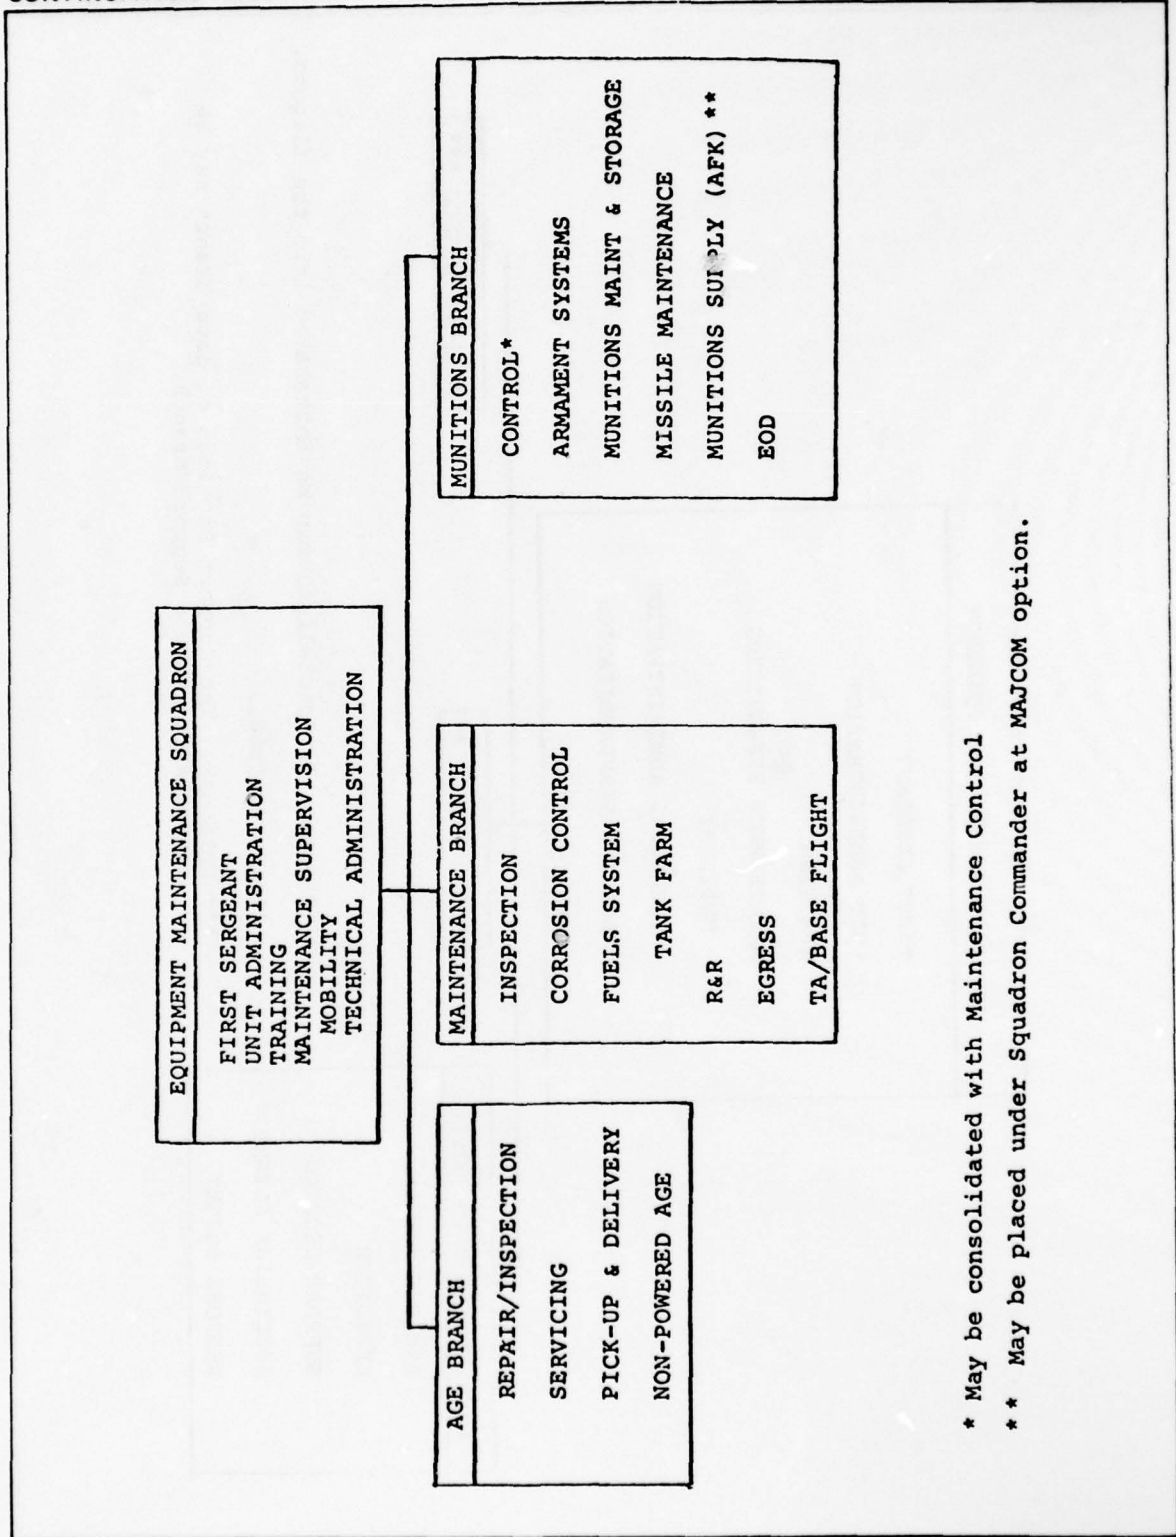 EQUIPMENT MAINTENANCE SQUADRON
FIRST SERGEANT
UNIT ADMINISTRATION
TRAINING
MAINTENANCE SUPERVISION
MOBILITY
TECHNICAL ADMINISTRATION
AGE BRANCH
REPAIR/INSPECTION
SERVICING
PICK-UP & DELIVERY
NON-POWERED AGE
MAINTENANCE BRANCH
INSPECTION
CORROSION CONTROL
FUELS SYSTEM
TANK FARM
R&R
EGRESS
TA/BASE FLIGHT
MUNITIONS BRANCH
CONTROL*
ARMAMENT SYSTEMS
MUNITIONS MAINT & STORAGE
MISSILE MAINTENANCE
MUNITIONS SUPPLY (AFK) **
EOD
* May be consolidated with Maintenance Control
** May be placed under Squadron Commander at MAJCOM option.